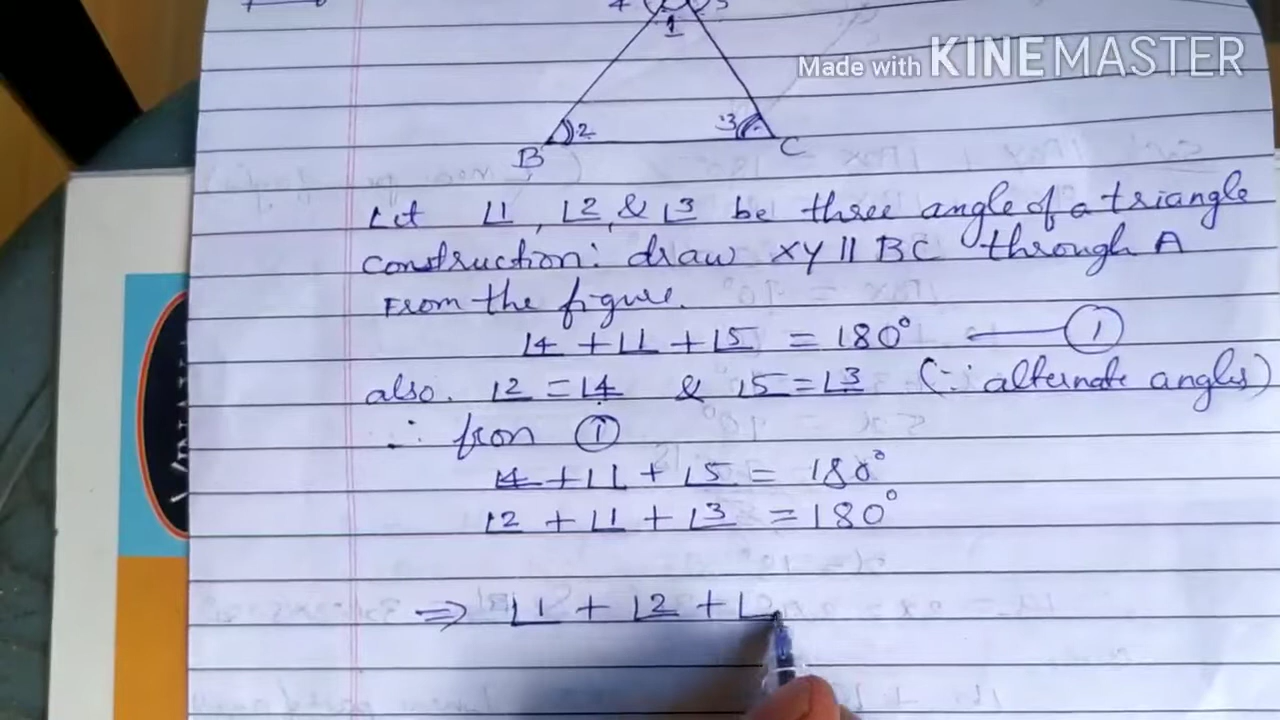 4 5
1
Made with KINEMASTER
2 3
B C
Let ∠1, ∠2, & ∠3 be three angle of a triangle
construction: draw XY || BC through A
From the figure.
∠4 + ∠1 + ∠5 = 180° ——— ①
also. ∠2 = ∠4 & ∠5 = ∠3 (∵ alternate angles)
∴ fron ①
∠4 + ∠1 + ∠5 = 180°
∠2 + ∠1 + ∠3 = 180°
⇒ ∠1 + ∠2 + ∠